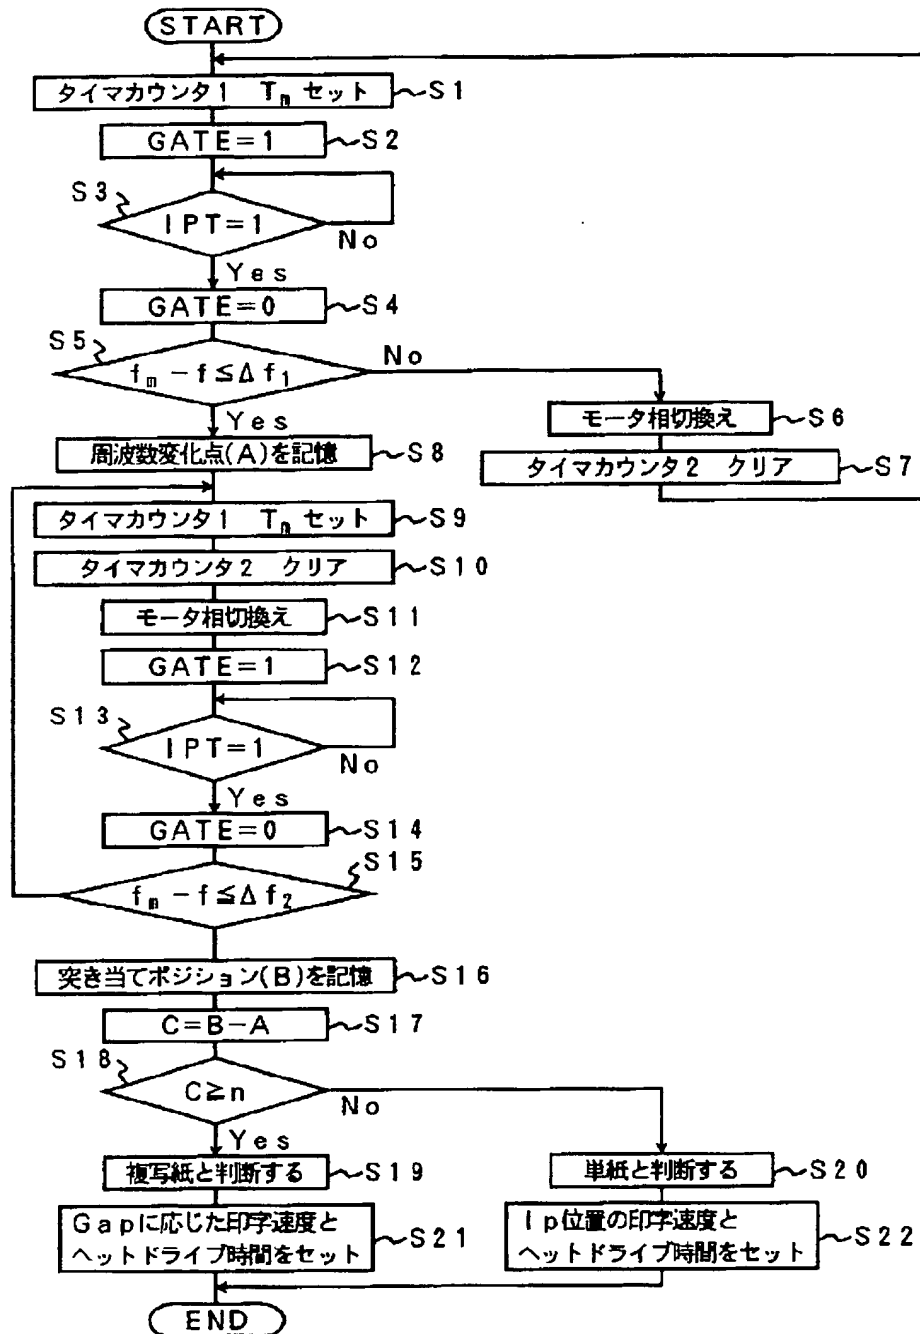 START
タイマカウンタ1 Tm セット S1
GATE=1 S2
S3
IPT=1
No
Yes
GATE=0 S4
S5
fm−f≦Δf1
No
Yes
モータ相切換え S6
周波数変化点(A)を記憶 S8
タイマカウンタ2 クリア S7
タイマカウンタ1 Tm セット S9
タイマカウンタ2 クリア S10
モータ相切換え S11
GATE=1 S12
S13
IPT=1
No
Yes
GATE=0 S14
S15
fm−f≦Δf2
突き当てポジション(B)を記憶 S16
C=B−A S17
S18
C≧n
No
Yes
複写紙と判断する S19
単紙と判断する S20
Gapに応じた印字速度と
ヘットドライブ時間をセット S21
Ip位置の印字速度と
ヘットドライブ時間をセット S22
END